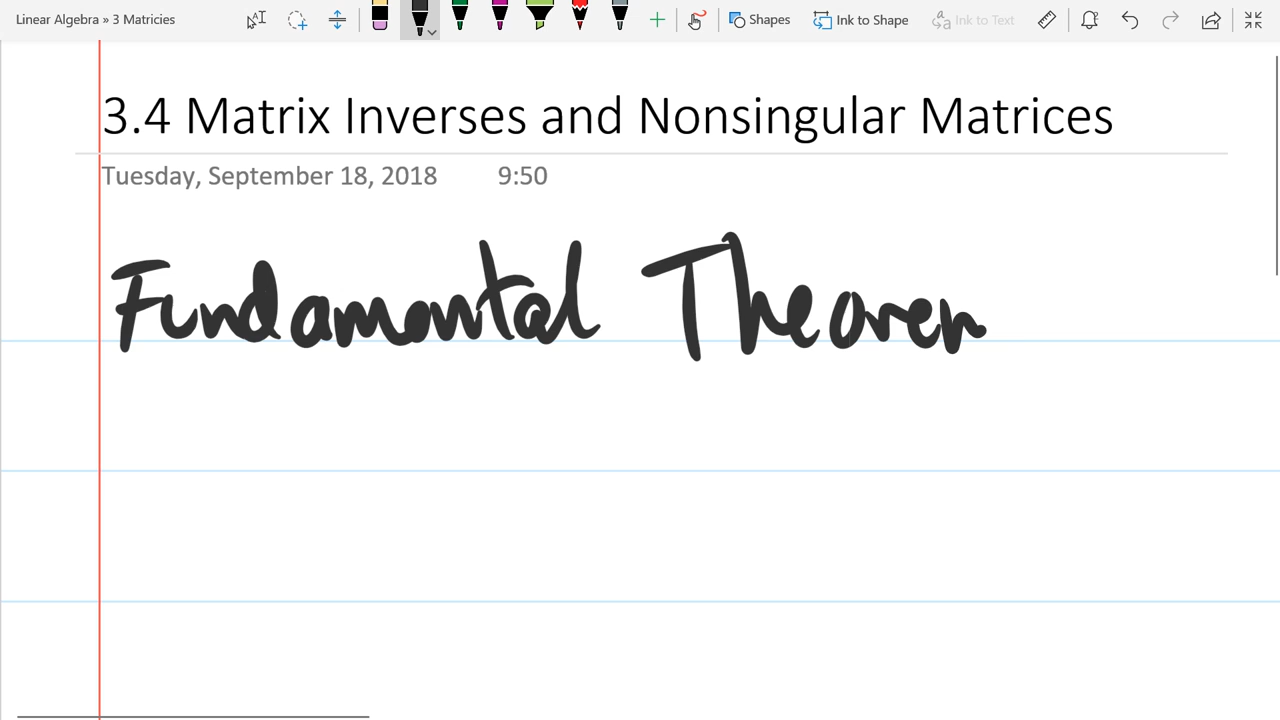 Linear Algebra » 3 Matricies
Shapes
Ink to Shape
Ink to Text
3.4 Matrix Inverses and Nonsingular Matrices
Tuesday, September 18, 2018 9:50
Fundamental Theorem